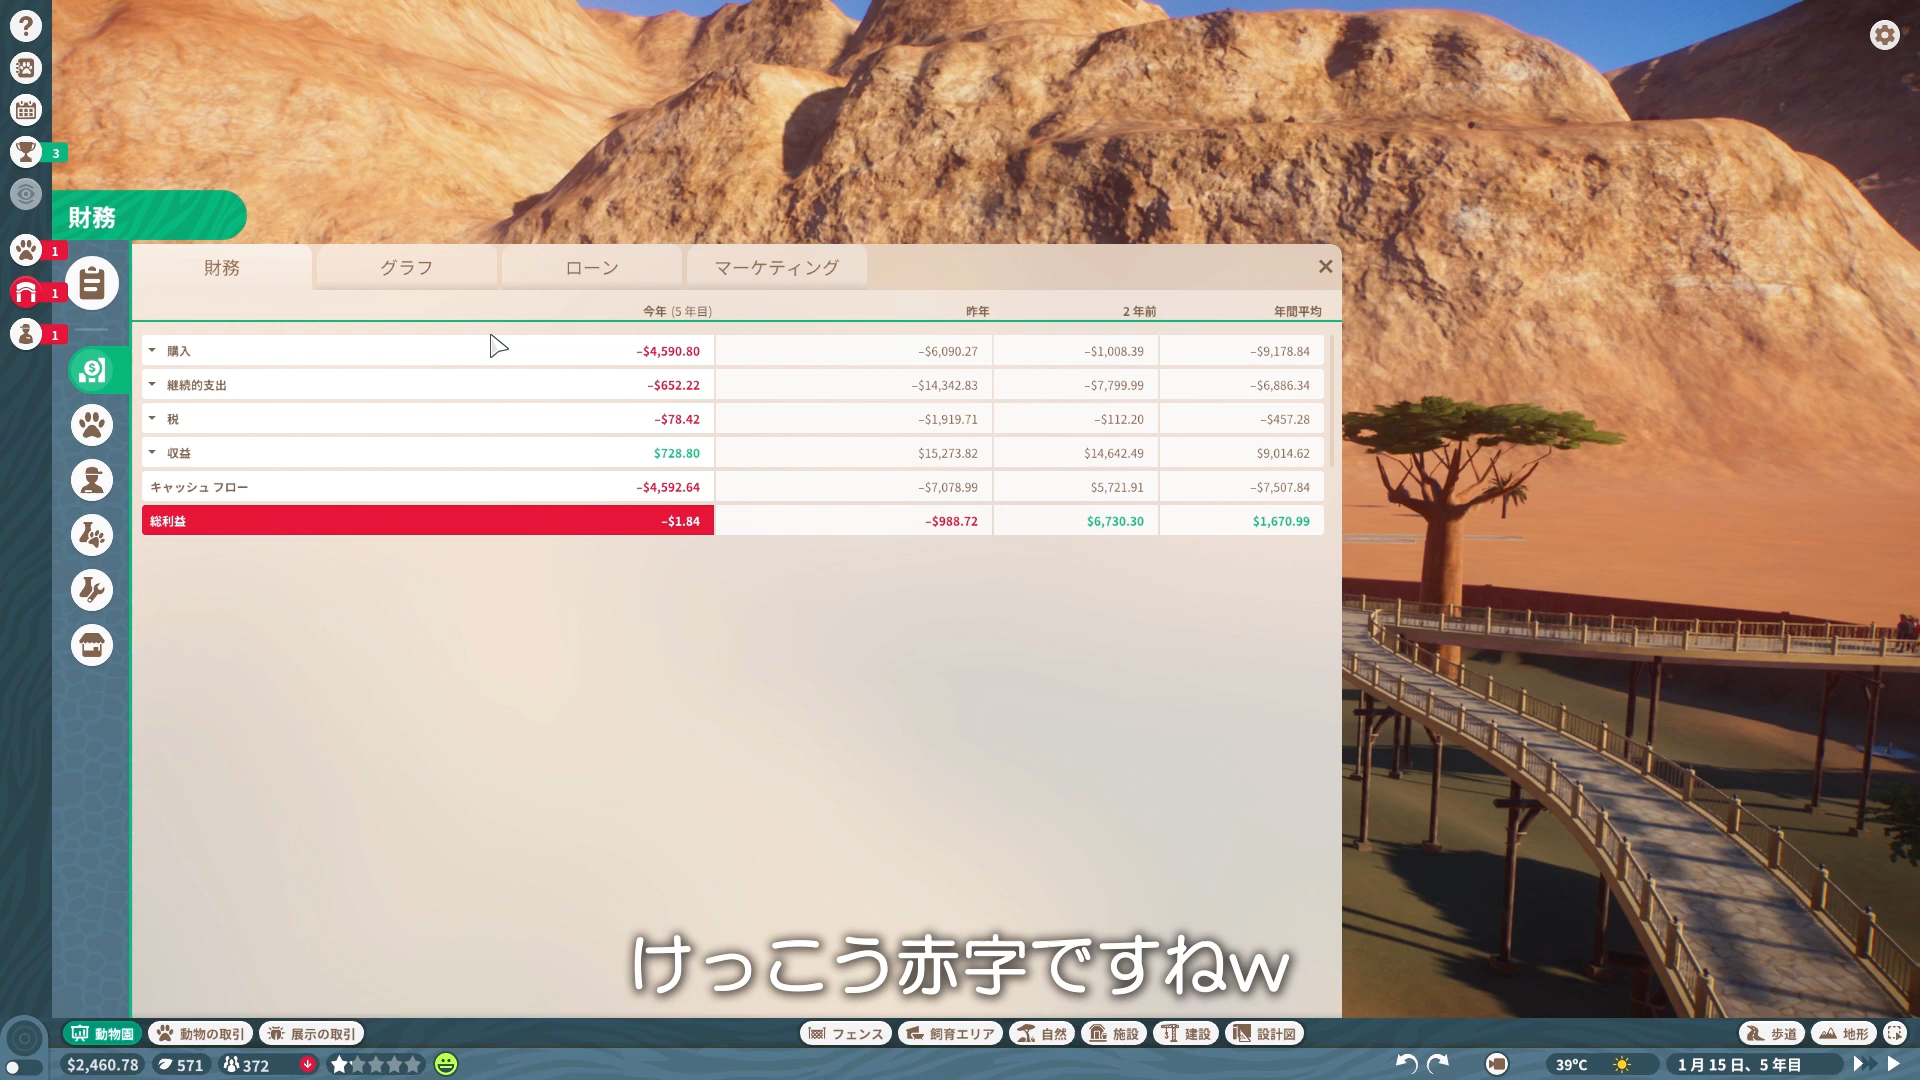 3
財務
1
1
1
財務 グラフ ローン マーケティング
今年 (5 年目) 昨年 2 年前 年間平均
購入 -$4,590.80 -$6,090.27 -$1,008.39 -$9,178.84
継続的支出 -$652.22 -$14,342.83 -$7,799.99 -$6,886.34
税 -$78.42 -$1,919.71 -$112.20 -$457.28
収益 $728.80 $15,273.82 $14,642.49 $9,014.62
キャッシュ フロー -$4,592.64 -$7,078.99 $5,721.91 -$7,507.84
総利益 -$1.84 -$988.72 $6,730.30 $1,670.99
けっこう赤字ですねw
動物園 動物の取引 展示の取引 フェンス 飼育エリア 自然 施設 建設 設計図 歩道 地形
$2,460.78 571 372 39°C 1 月 15 日、5 年目